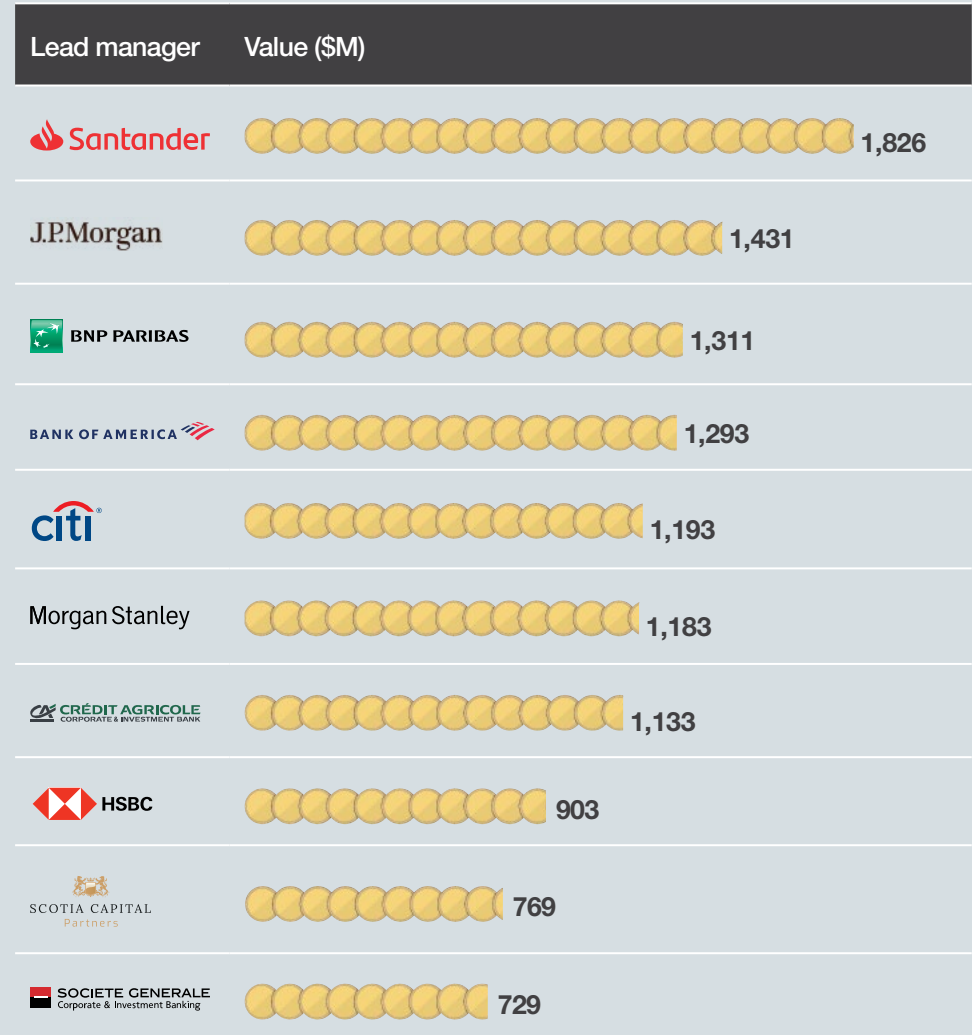 Lead manager Value ($M)
Santander 1,826
J.P.Morgan 1,431
BNP PARIBAS 1,311
BANK OF AMERICA 1,293
citi® 1,193
Morgan Stanley 1,183
CA CRÉDIT AGRICOLE
CORPORATE & INVESTMENT BANK 1,133
HSBC 903
SCOTIA CAPITAL
Partners 769
SOCIETE GENERALE
Corporate & Investment Banking 729